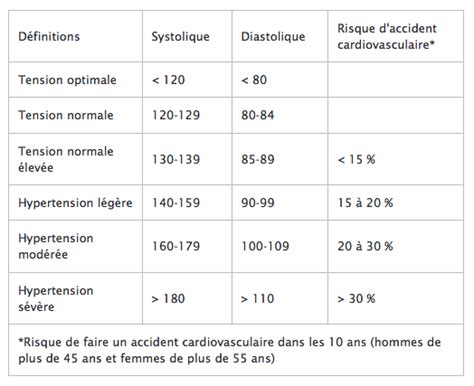 Définitions Systolique Diastolique Risque d'accident
cardiovasculaire*
Tension optimale < 120 < 80
Tension normale 120-129 80-84
Tension normale
élevée 130-139 85-89 < 15 %
Hypertension légère 140-159 90-99 15 à 20 %
Hypertension
modérée 160-179 100-109 20 à 30 %
Hypertension
sévère > 180 > 110 > 30 %
*Risque de faire un accident cardiovasculaire dans les 10 ans (hommes de
plus de 45 ans et femmes de plus de 55 ans)